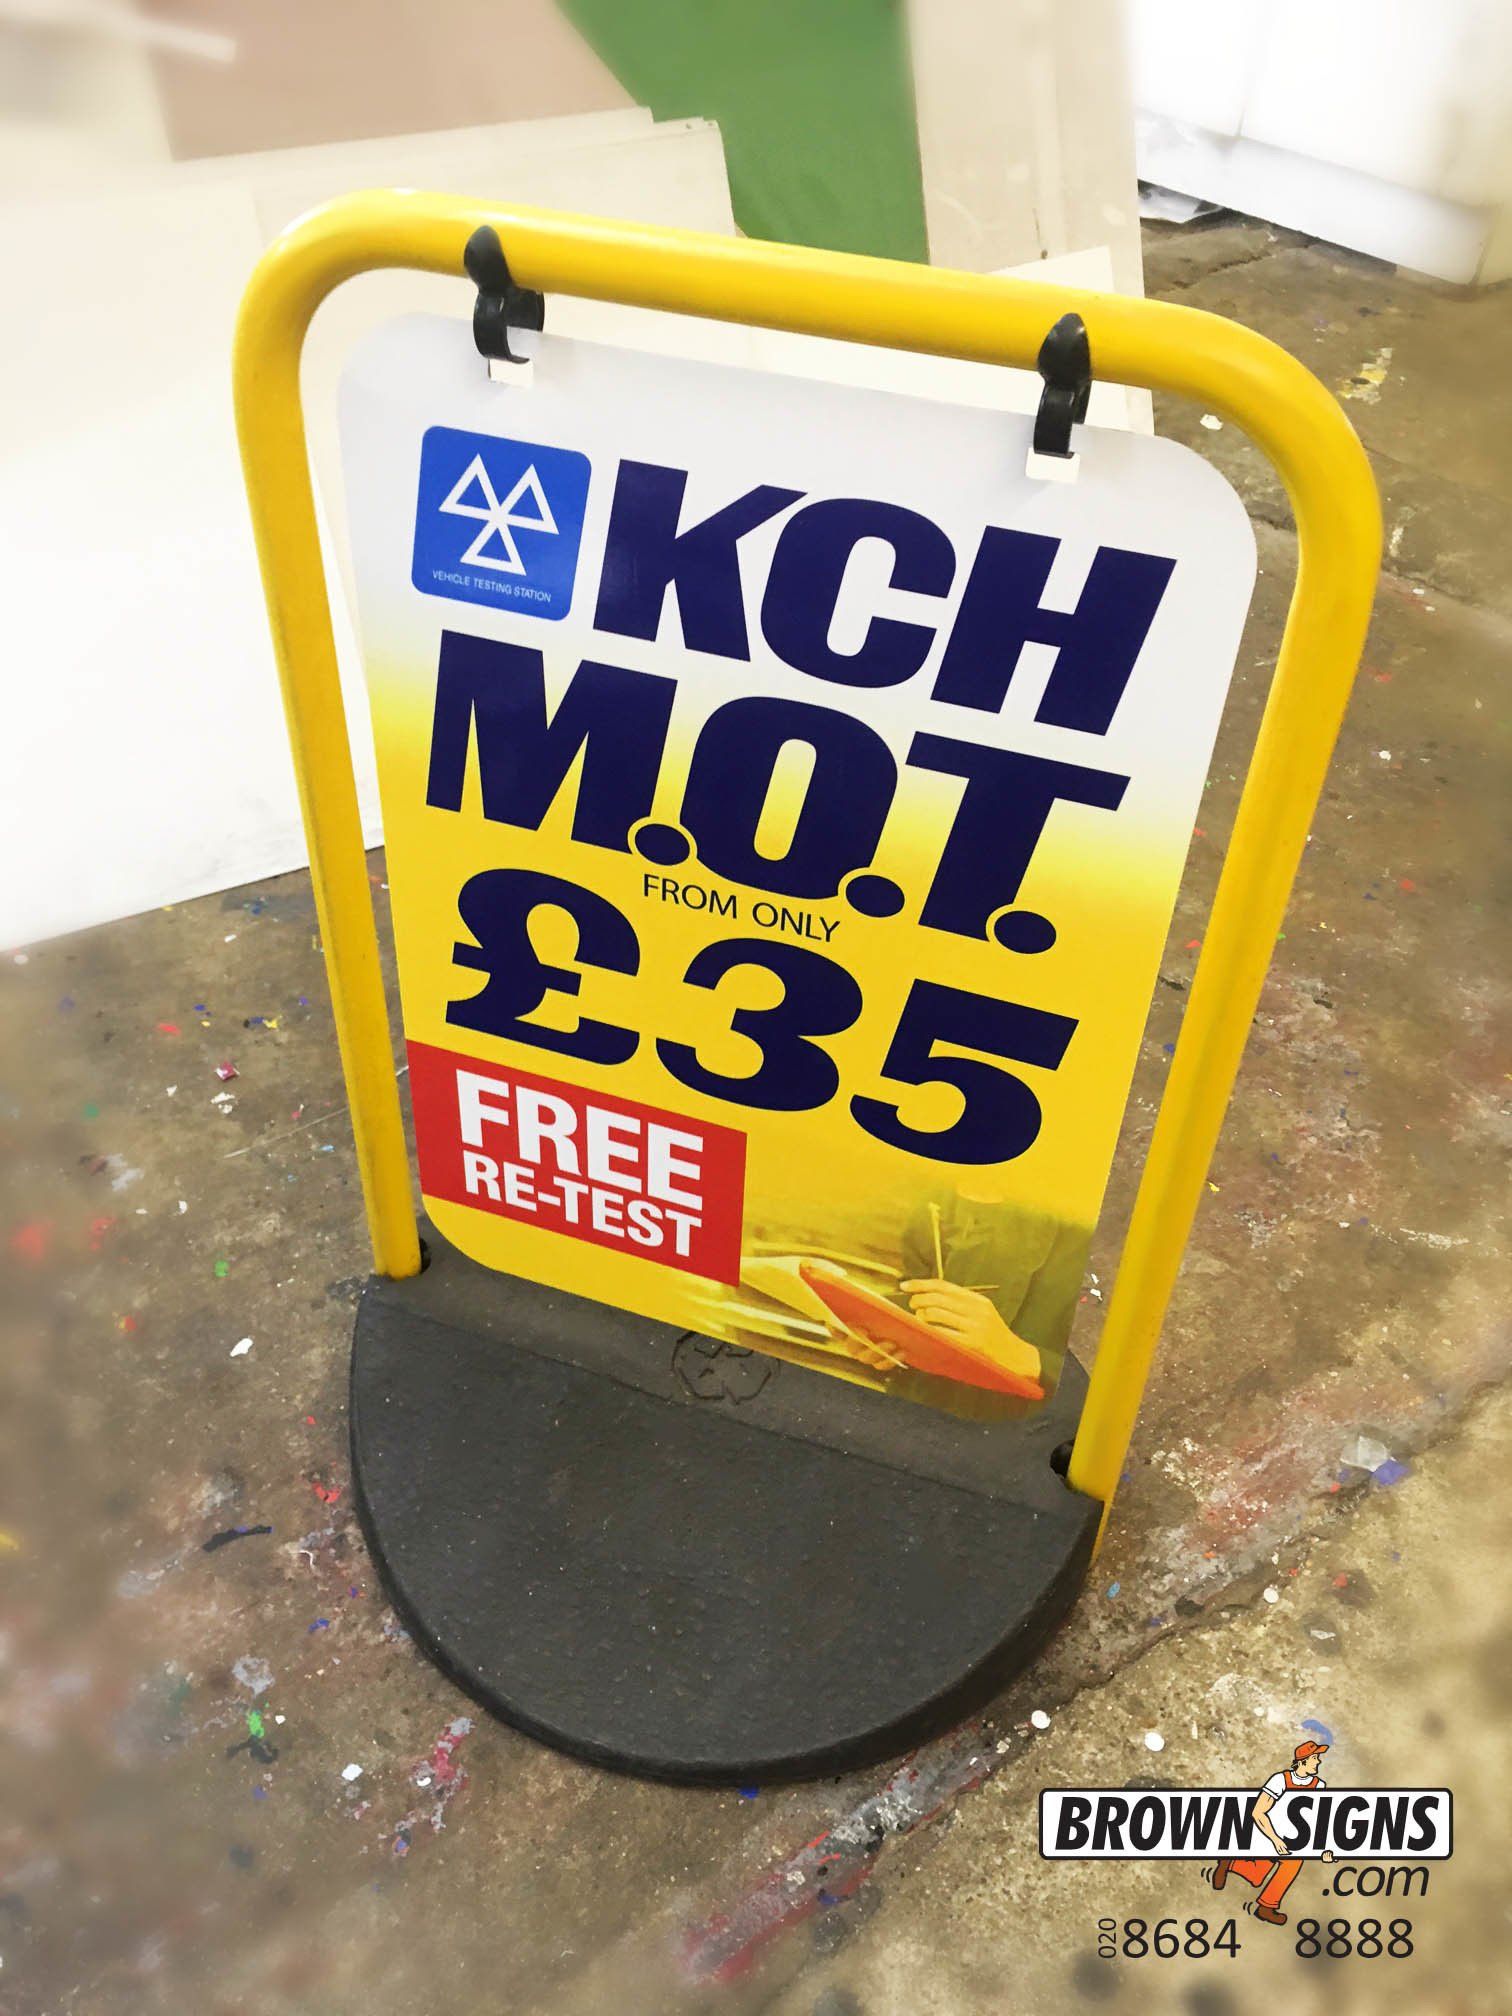 VEHICLE TESTING STATION
KCH
M.O.T.
FROM ONLY
£35
FREE
RE-TEST
BROWN SIGNS
.com
020 8684 8888